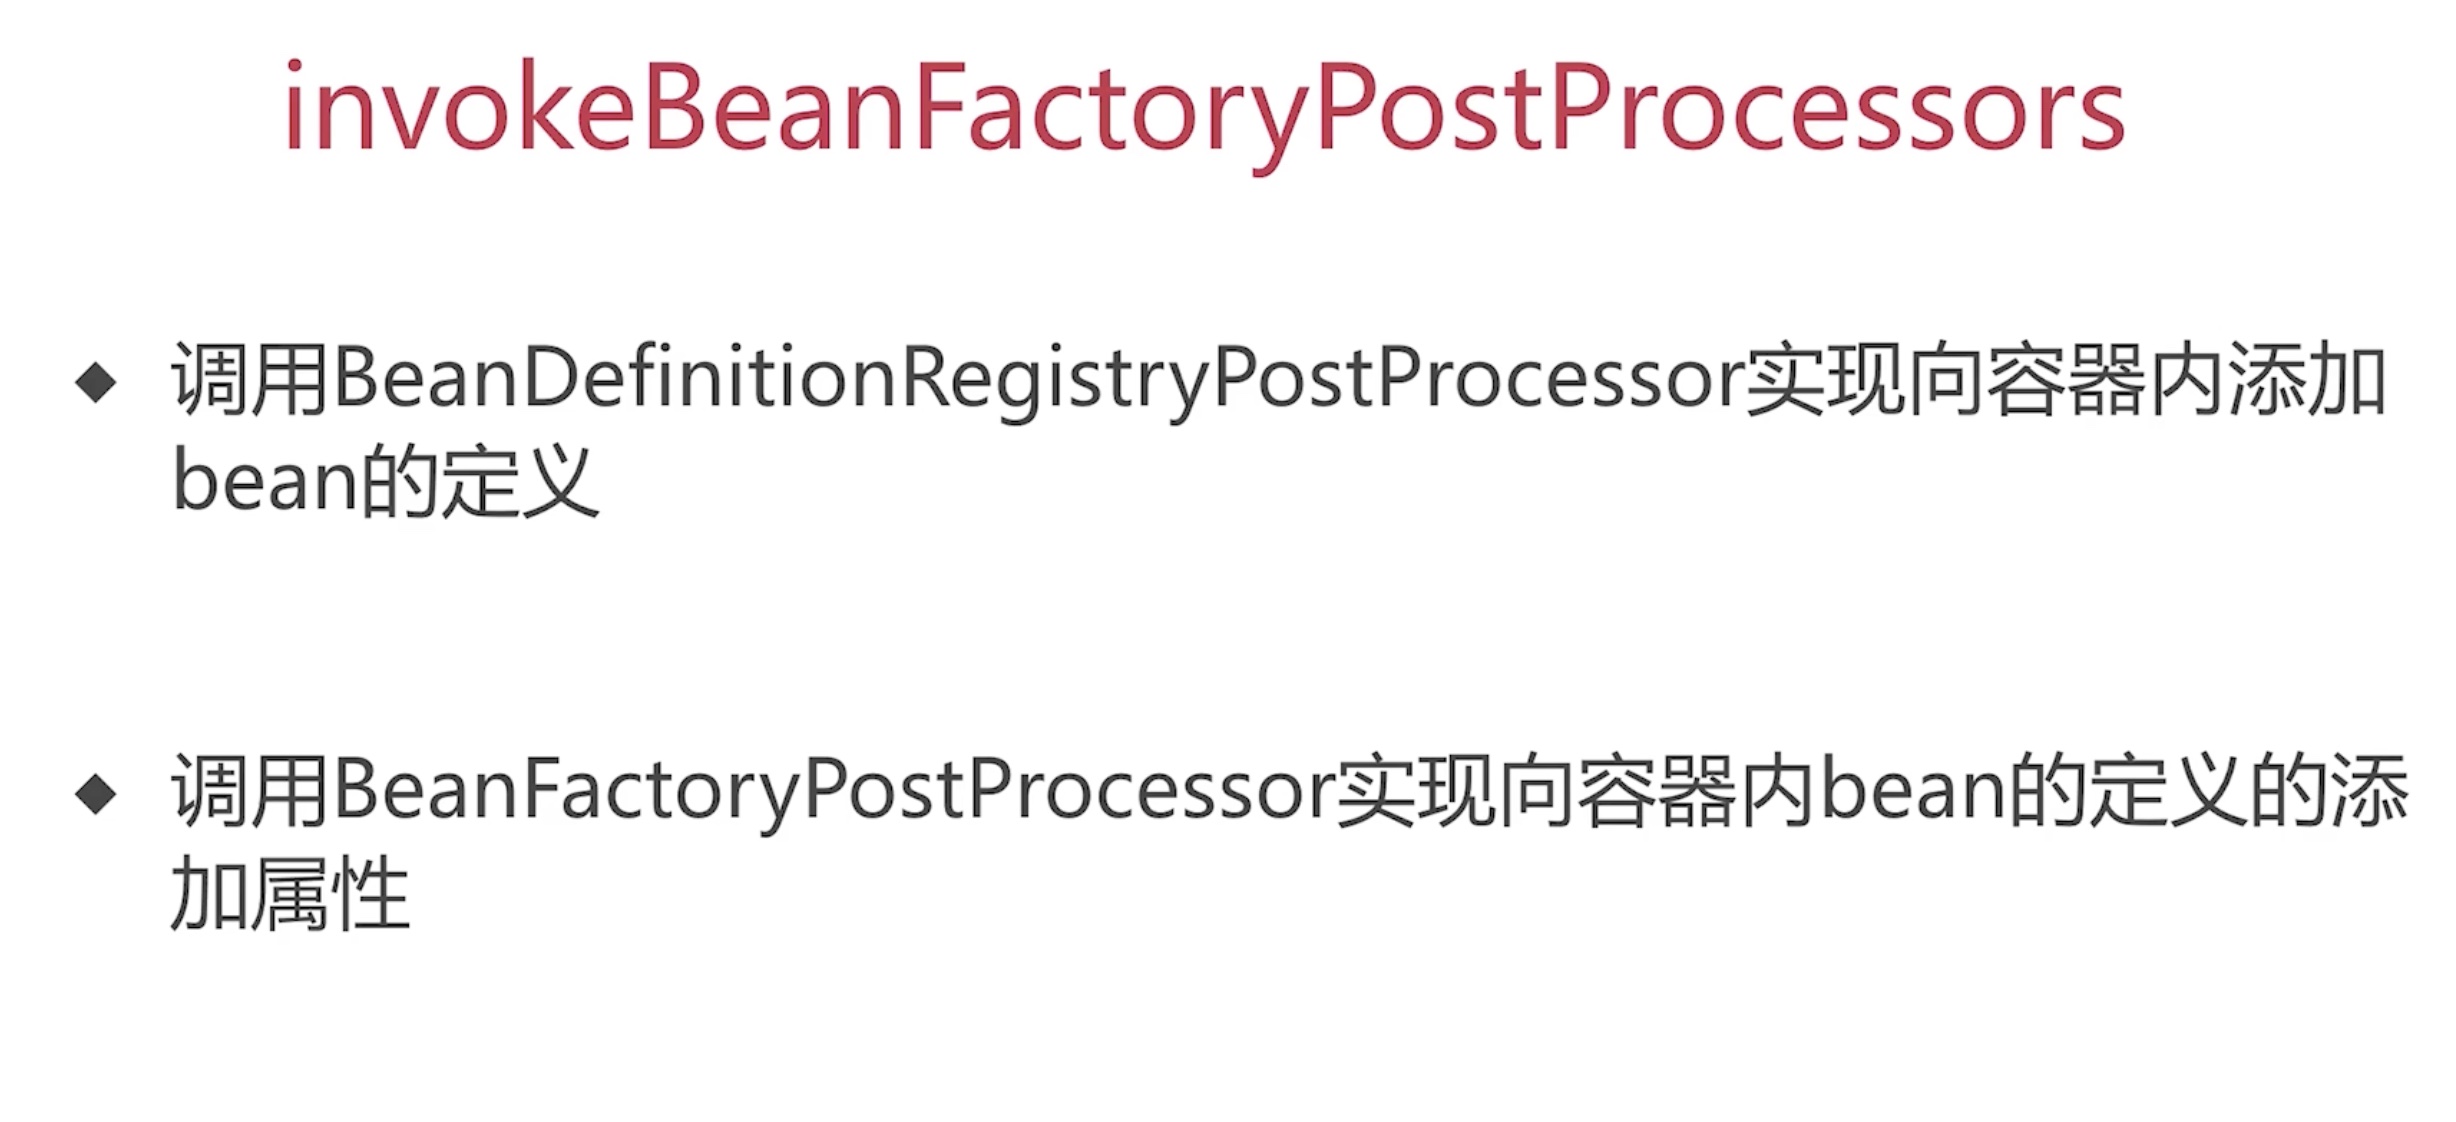 invokeBeanFactoryPostProcessors
◆ 调用BeanDefinitionRegistryPostProcessor实现向容器内添加
bean的定义
◆ 调用BeanFactoryPostProcessor实现向容器内bean的定义的添
加属性